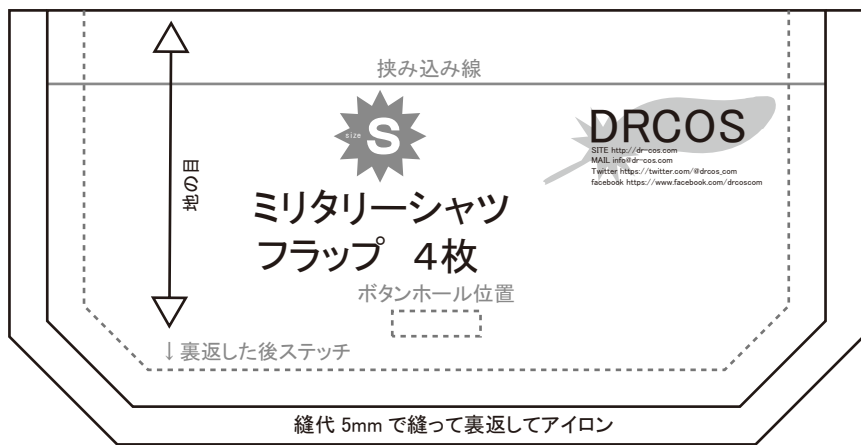 挟み込み線
size S
DRCOS
SITE http://dr-cos.com
MAIL info@dr-cos.com
Twitter https://twitter.com/@drcos_com
facebook https://www.facebook.com/drcoscom
地の目
ミリタリーシャツ
フラップ　4枚
ボタンホール位置
↓裏返した後ステッチ
縫代 5mm で縫って裏返してアイロン